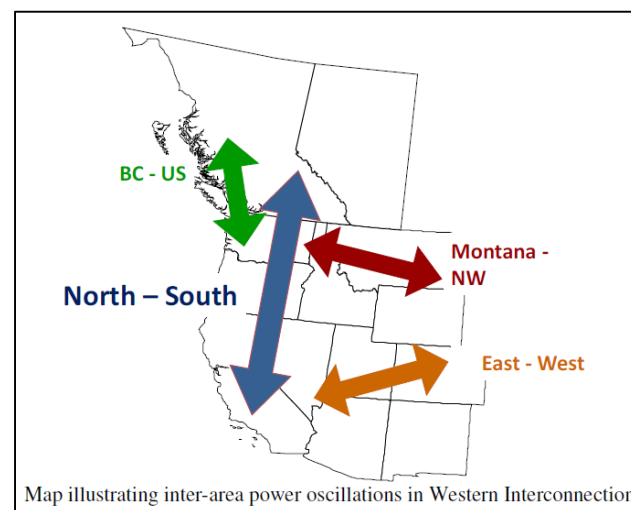 BC - US
North – South
Montana -
NW
East - West
Map illustrating inter-area power oscillations in Western Interconnection